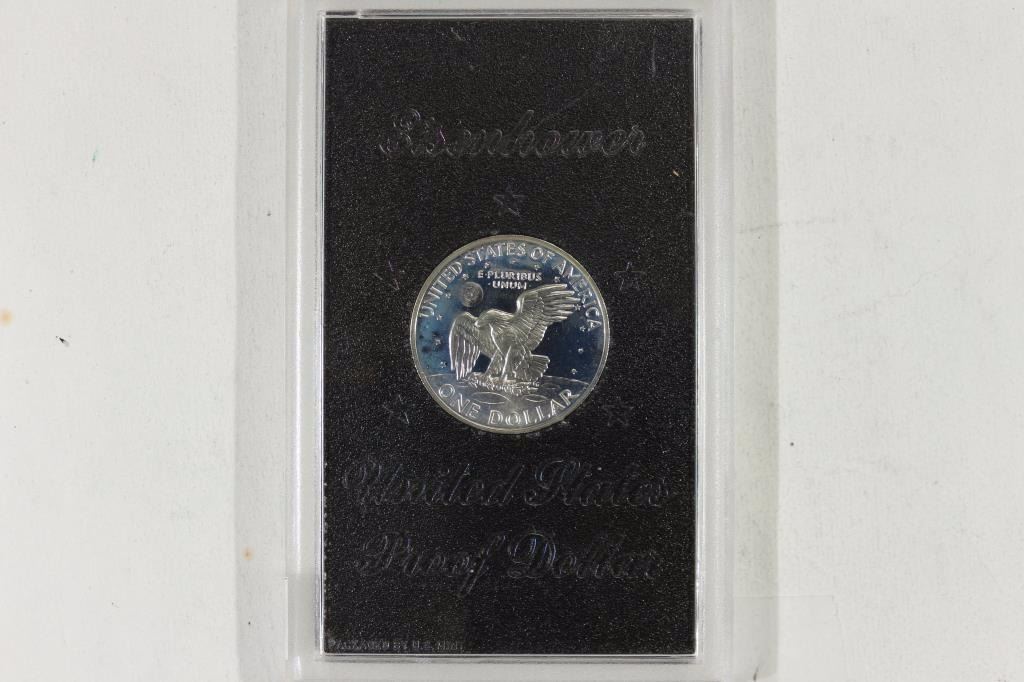 Eisenhower
UNITED STATES OF AMERICA
E·PLURIBUS
·UNUM·
ONE DOLLAR
United States
Proof Dollar
PACKAGED BY U.S. MINT